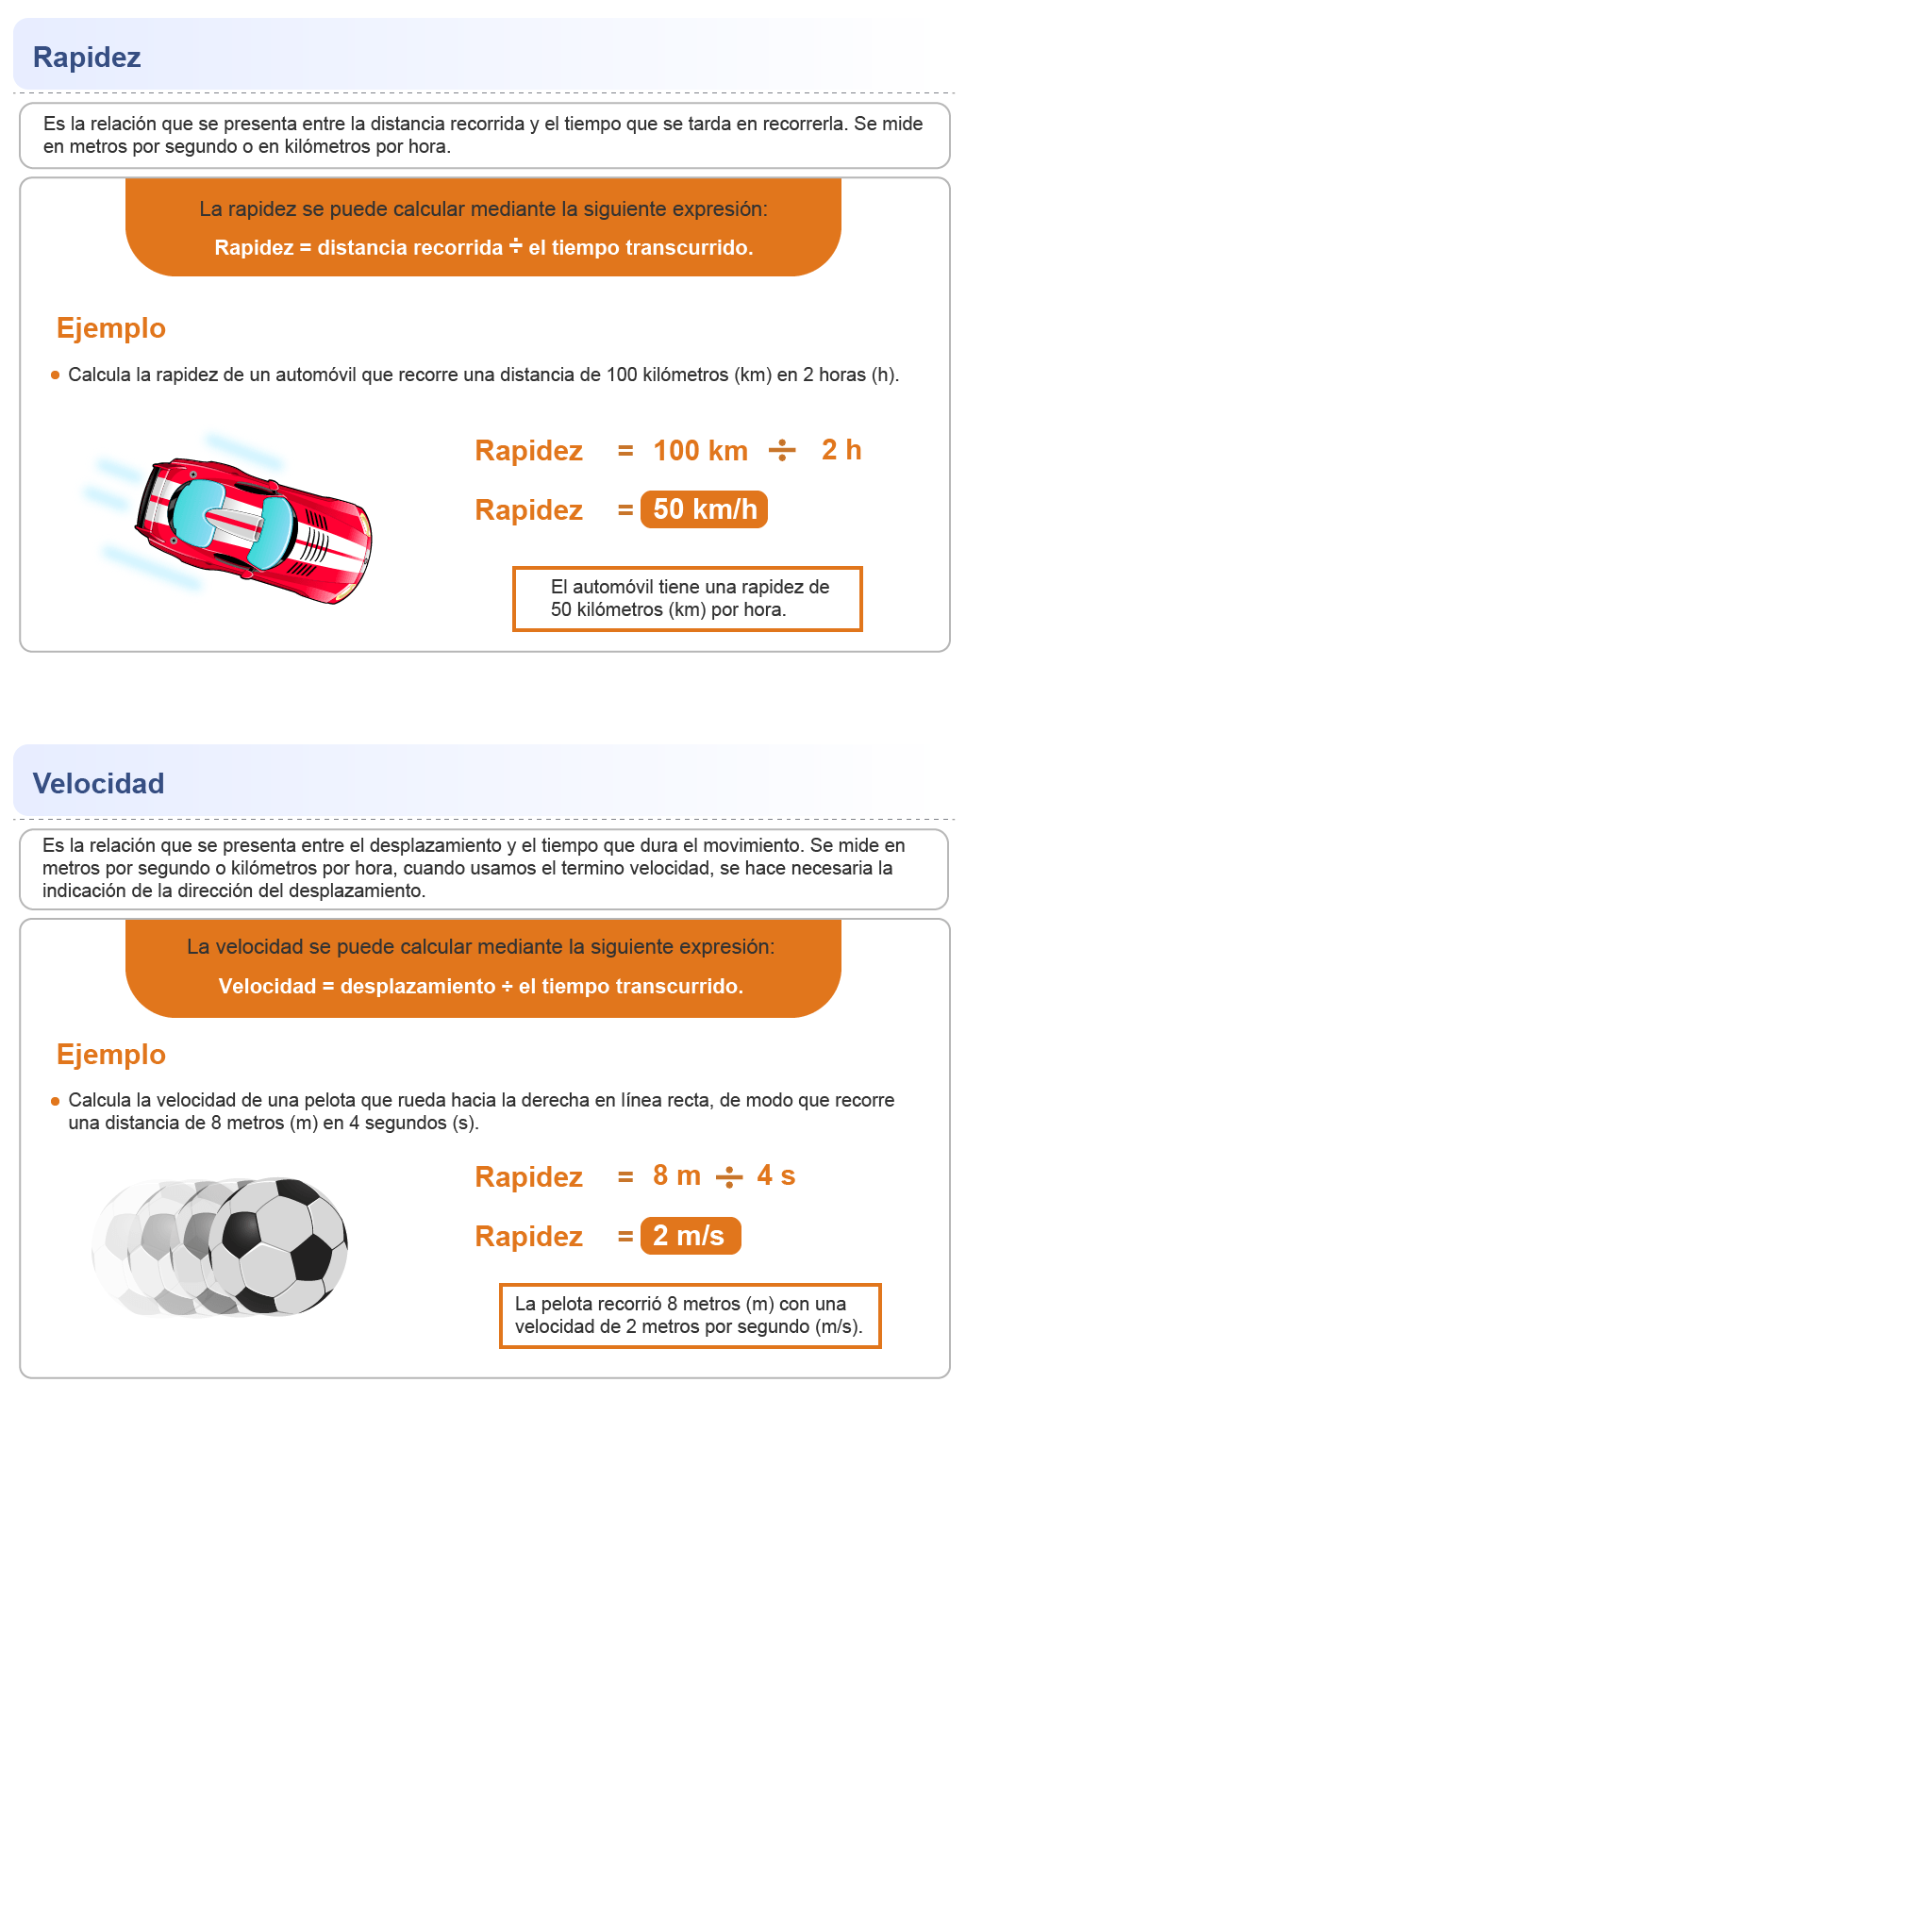 Rapidez
Es la relación que se presenta entre la distancia recorrida y el tiempo que se tarda en recorrerla. Se mide
en metros por segundo o en kilómetros por hora.
La rapidez se puede calcular mediante la siguiente expresión:
Rapidez = distancia recorrida ÷ el tiempo transcurrido.
Ejemplo
• Calcula la rapidez de un automóvil que recorre una distancia de 100 kilómetros (km) en 2 horas (h).
Rapidez = 100 km ÷ 2 h
Rapidez = 50 km/h
El automóvil tiene una rapidez de
50 kilómetros (km) por hora.
Velocidad
Es la relación que se presenta entre el desplazamiento y el tiempo que dura el movimiento. Se mide en
metros por segundo o kilómetros por hora, cuando usamos el termino velocidad, se hace necesaria la
indicación de la dirección del desplazamiento.
La velocidad se puede calcular mediante la siguiente expresión:
Velocidad = desplazamiento ÷ el tiempo transcurrido.
Ejemplo
• Calcula la velocidad de una pelota que rueda hacia la derecha en línea recta, de modo que recorre
una distancia de 8 metros (m) en 4 segundos (s).
Rapidez = 8 m ÷ 4 s
Rapidez = 2 m/s
La pelota recorrió 8 metros (m) con una
velocidad de 2 metros por segundo (m/s).